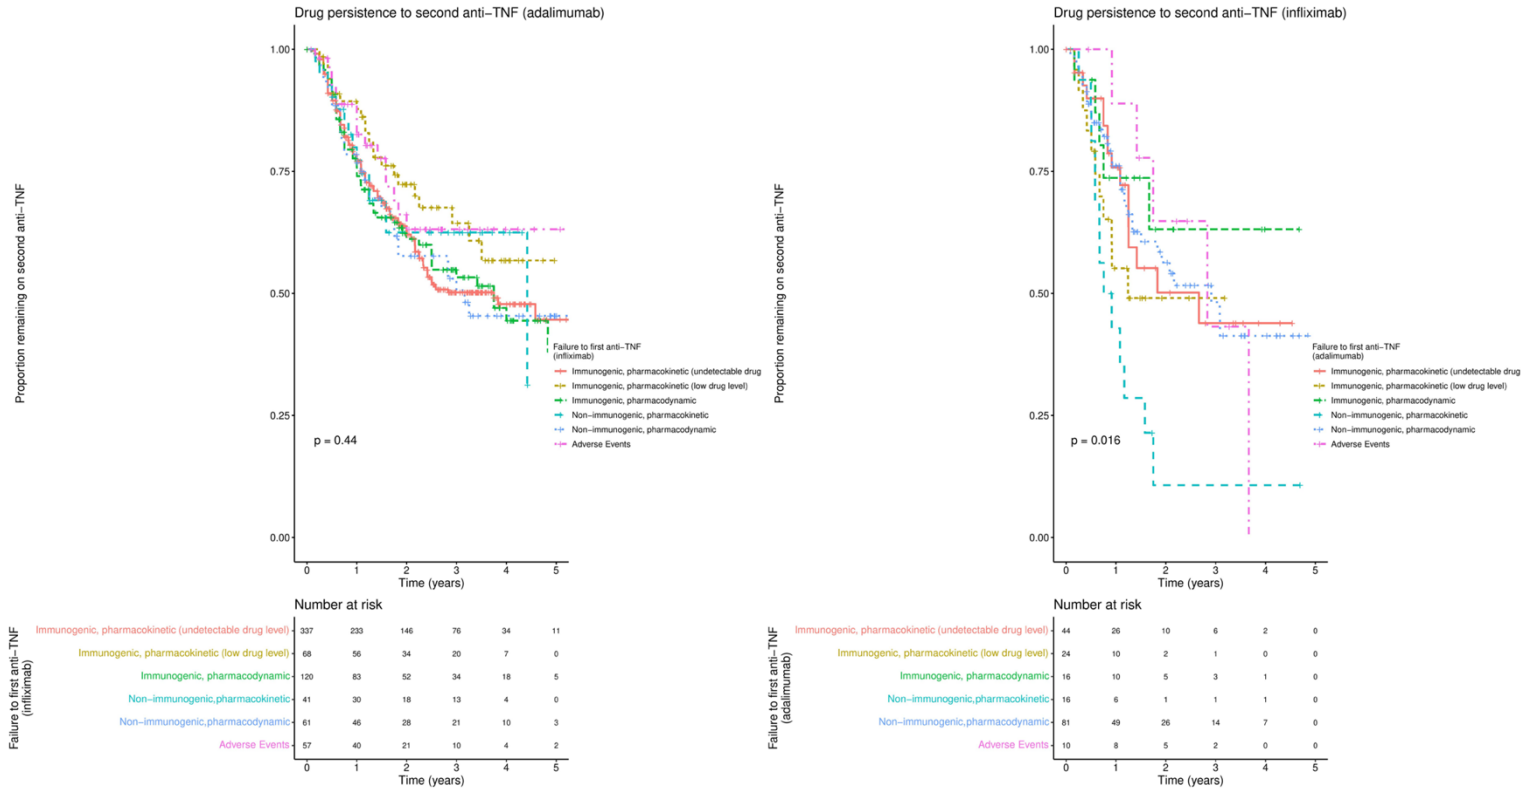 Drug persistence to second anti−TNF (adalimumab)
Proportion remaining on second anti−TNF
1.00
0.75
0.50
0.25
0.00
p = 0.44
Failure to first anti−TNF
(infliximab)
Immunogenic, pharmacokinetic (undetectable drug
Immunogenic, pharmacokinetic (low drug level)
Immunogenic, pharmacodynamic
Non−immunogenic, pharmacokinetic
Non−immunogenic, pharmacodynamic
Adverse Events
0 1 2 3 4 5
Time (years)
Number at risk
Failure to first anti−TNF
(infliximab)
Immunogenic, pharmacokinetic (undetectable drug level) 337 233 146 76 34 11
Immunogenic, pharmacokinetic (low drug level) 68 56 34 20 7 0
Immunogenic, pharmacodynamic 120 83 52 34 18 5
Non−immunogenic,pharmacokinetic 41 30 18 13 4 0
Non−immunogenic,pharmacodynamic 61 46 28 21 10 3
Adverse Events 57 40 21 10 4 2
0 1 2 3 4 5
Time (years)
Drug persistence to second anti−TNF (infliximab)
Proportion remaining on second anti−TNF
1.00
0.75
0.50
0.25
0.00
p = 0.016
Failure to first anti−TNF
(adalimumab)
Immunogenic, pharmacokinetic (undetectable drug
Immunogenic, pharmacokinetic (low drug level)
Immunogenic, pharmacodynamic
Non−immunogenic, pharmacokinetic
Non−immunogenic, pharmacodynamic
Adverse Events
0 1 2 3 4 5
Time (years)
Number at risk
Failure to first anti−TNF
(adalimumab)
Immunogenic, pharmacokinetic (undetectable drug level) 44 26 10 6 2 0
Immunogenic, pharmacokinetic (low drug level) 24 10 2 1 0 0
Immunogenic, pharmacodynamic 16 10 5 3 1 0
Non−immunogenic,pharmacokinetic 16 6 1 1 1 0
Non−immunogenic,pharmacodynamic 81 49 26 14 7 0
Adverse Events 10 8 5 2 0 0
0 1 2 3 4 5
Time (years)